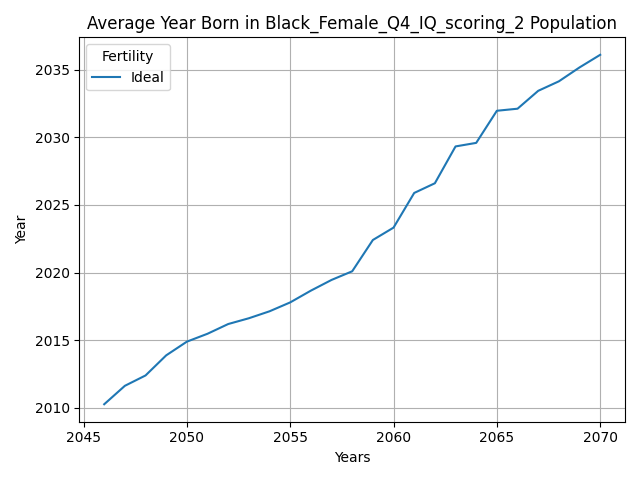 Average Year Born in Black_Female_Q4_IQ_scoring_2 Population
Fertility
Ideal
Year
2035
2030
2025
2020
2015
2010
2045 2050 2055 2060 2065 2070
Years